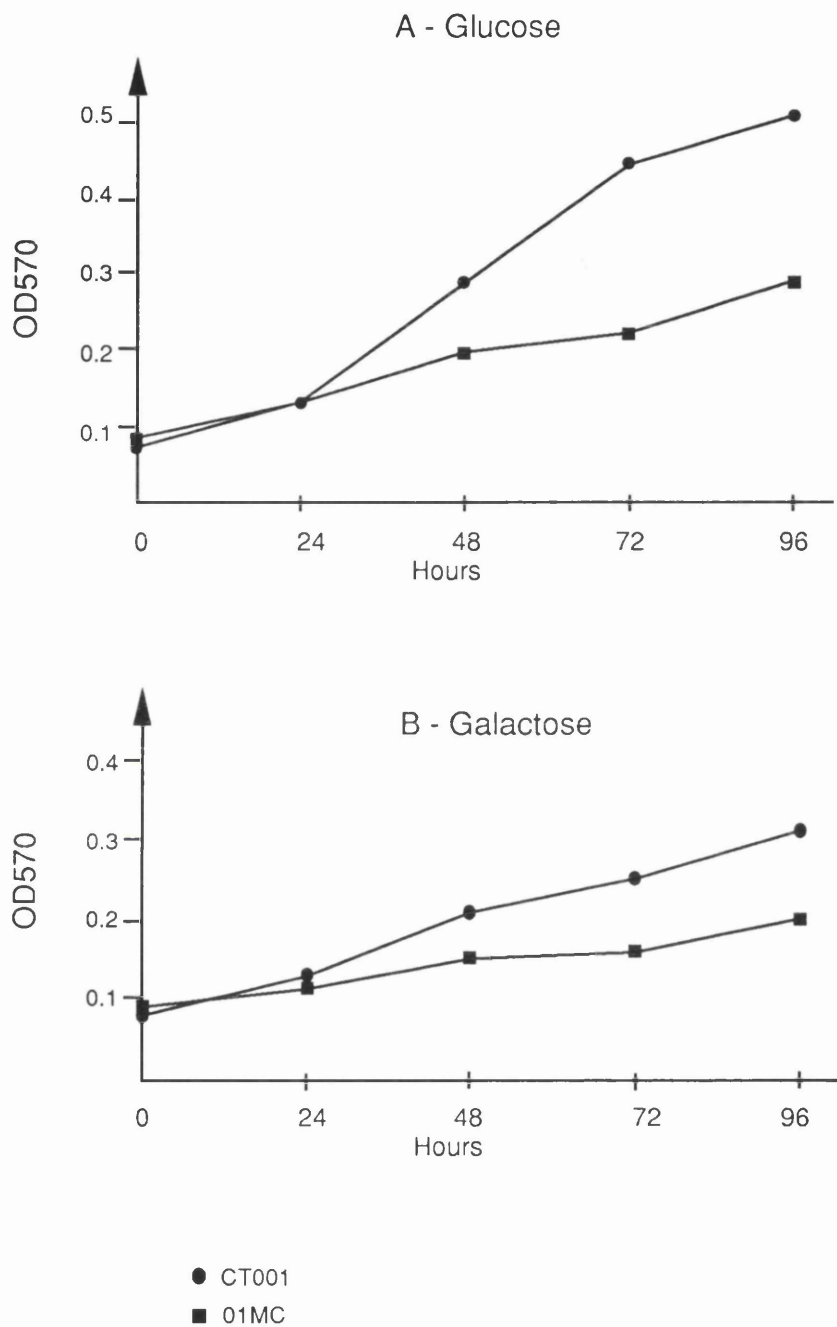 A - Glucose
0.5
0.4
0.3
0.2
0.1
OD570
0 24 48 72 96
Hours
B - Galactose
0.4
0.3
0.2
0.1
OD570
0 24 48 72 96
Hours
CT001
01MC